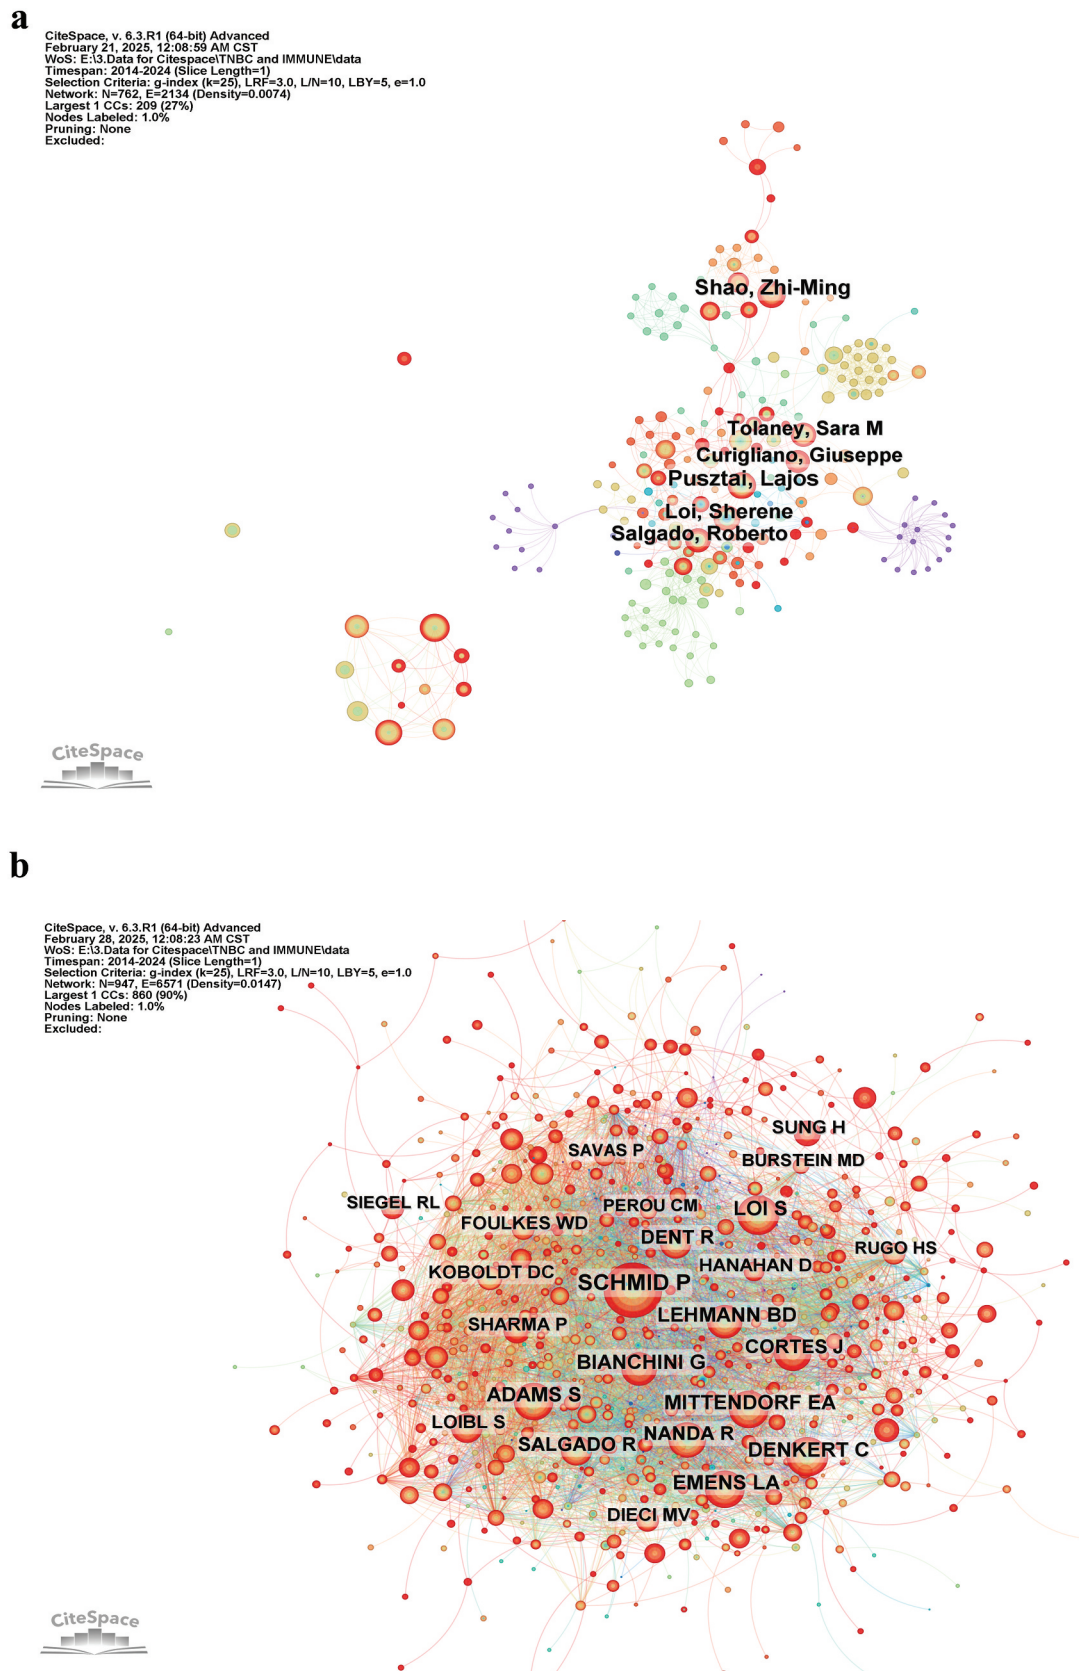 a
CiteSpace, v. 6.3.R1 (64-bit) Advanced
February 21, 2025, 12:08:59 AM CST
WoS: E:\3.Data for Citespace\TNBC and IMMUNE\data
Timespan: 2014-2024 (Slice Length=1)
Selection Criteria: g-index (k=25), LRF=3.0, L/N=10, LBY=5, e=1.0
Network: N=762, E=2134 (Density=0.0074)
Largest 1 CCs: 209 (27%)
Nodes Labeled: 1.0%
Pruning: None
Excluded:
Shao, Zhi-Ming
Tolaney, Sara M
Curigliano, Giuseppe
Pusztai, Lajos
Loi, Sherene
Salgado, Roberto
CiteSpace
b
CiteSpace, v. 6.3.R1 (64-bit) Advanced
February 28, 2025, 12:08:23 AM CST
WoS: E:\3.Data for Citespace\TNBC and IMMUNE\data
Timespan: 2014-2024 (Slice Length=1)
Selection Criteria: g-index (k=25), LRF=3.0, L/N=10, LBY=5, e=1.0
Network: N=947, E=6571 (Density=0.0147)
Largest 1 CCs: 860 (90%)
Nodes Labeled: 1.0%
Pruning: None
Excluded:
SUNG H
SAVAS P
BURSTEIN MD
SIEGEL RL
PEROU CM
LOI S
FOULKES WD
DENT R
RUGO HS
HANAHAN D
KOBOLDT DC
SCHMID P
LEHMANN BD
SHARMA P
CORTES J
BIANCHINI G
ADAMS S
MITTENDORF EA
LOIBL S
NANDA R
SALGADO R
DENKERT C
EMENS LA
DIECI MV
CiteSpace